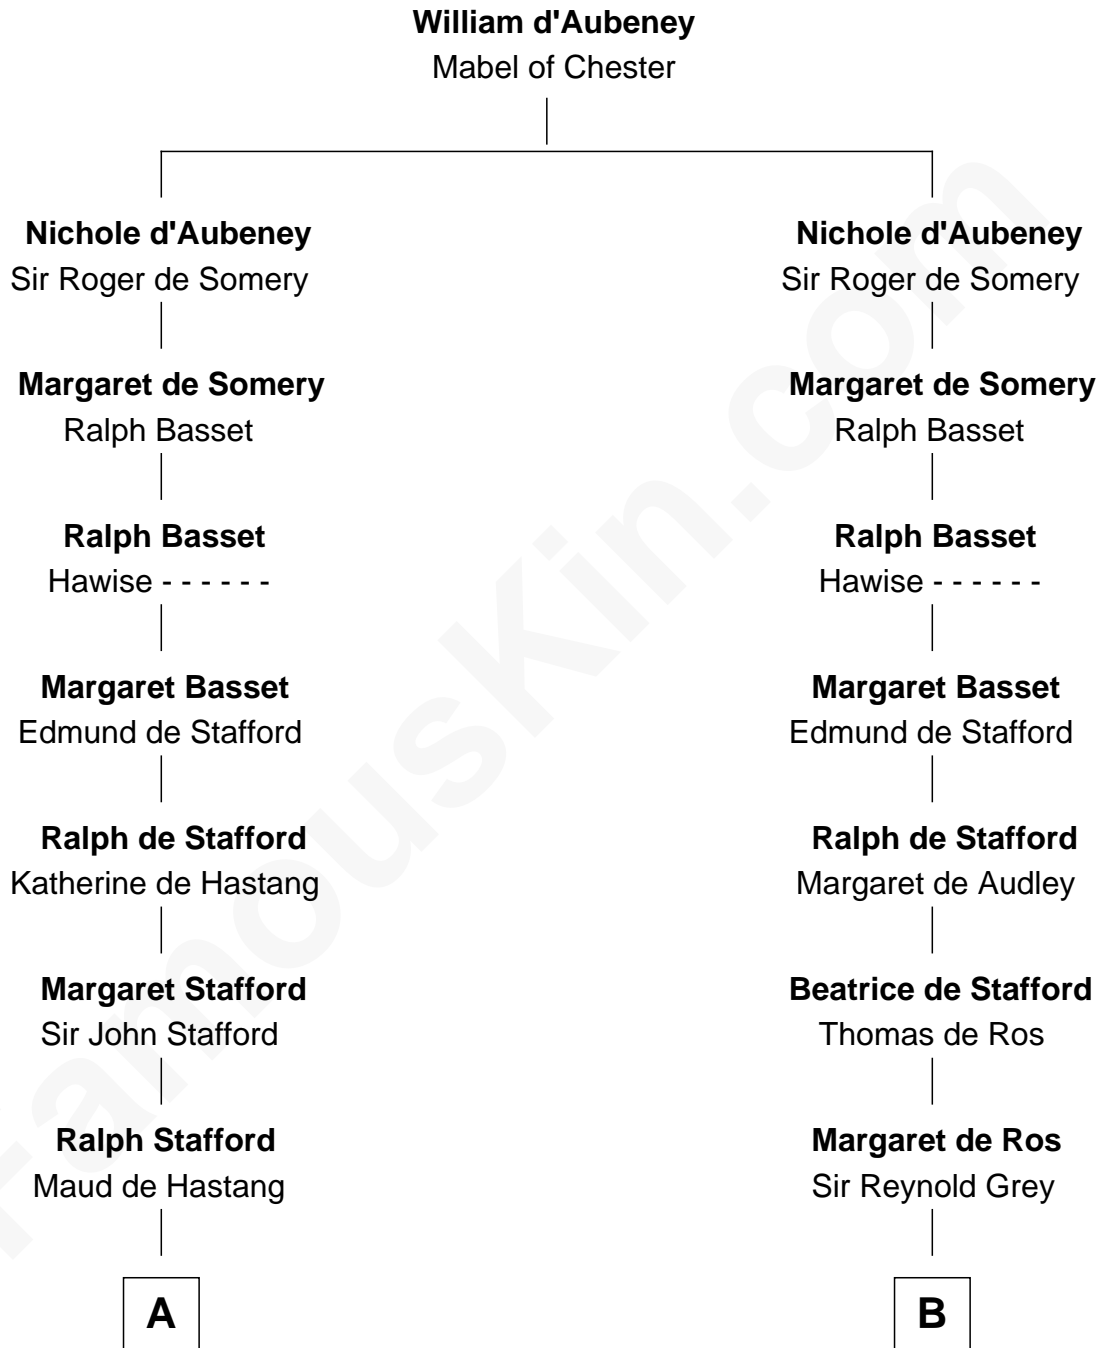 William d'Aubeney
Mabel of Chester
Nichole d'Aubeney
Sir Roger de Somery
Margaret de Somery
Ralph Basset
Ralph Basset
Hawise - - - - - -
Margaret Basset
Edmund de Stafford
Ralph de Stafford
Katherine de Hastang
Margaret Stafford
Sir John Stafford
Ralph Stafford
Maud de Hastang
A
Nichole d'Aubeney
Sir Roger de Somery
Margaret de Somery
Ralph Basset
Ralph Basset
Hawise - - - - - -
Margaret Basset
Edmund de Stafford
Ralph de Stafford
Margaret de Audley
Beatrice de Stafford
Thomas de Ros
Margaret de Ros
Sir Reynold Grey
B
FamousKin.com